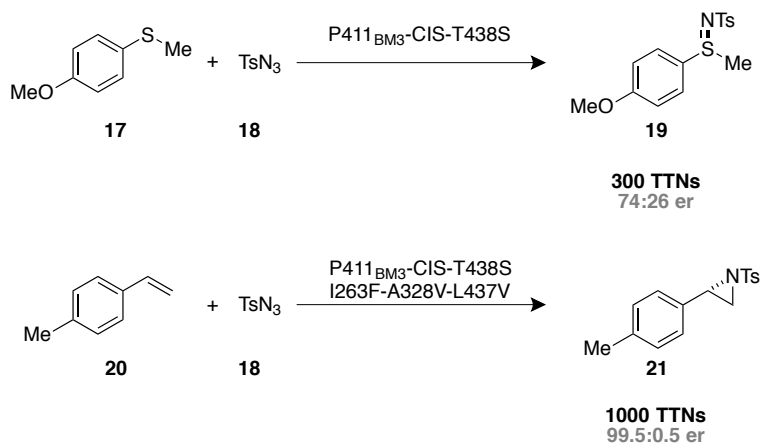 S
Me
MeO
17
+
TsN3
18
P411BM3-CIS-T438S
NTs
S
Me
MeO
19
300 TTNs
74:26 er
Me
20
+
TsN3
18
P411BM3-CIS-T438S
I263F-A328V-L437V
NTs
Me
21
1000 TTNs
99.5:0.5 er